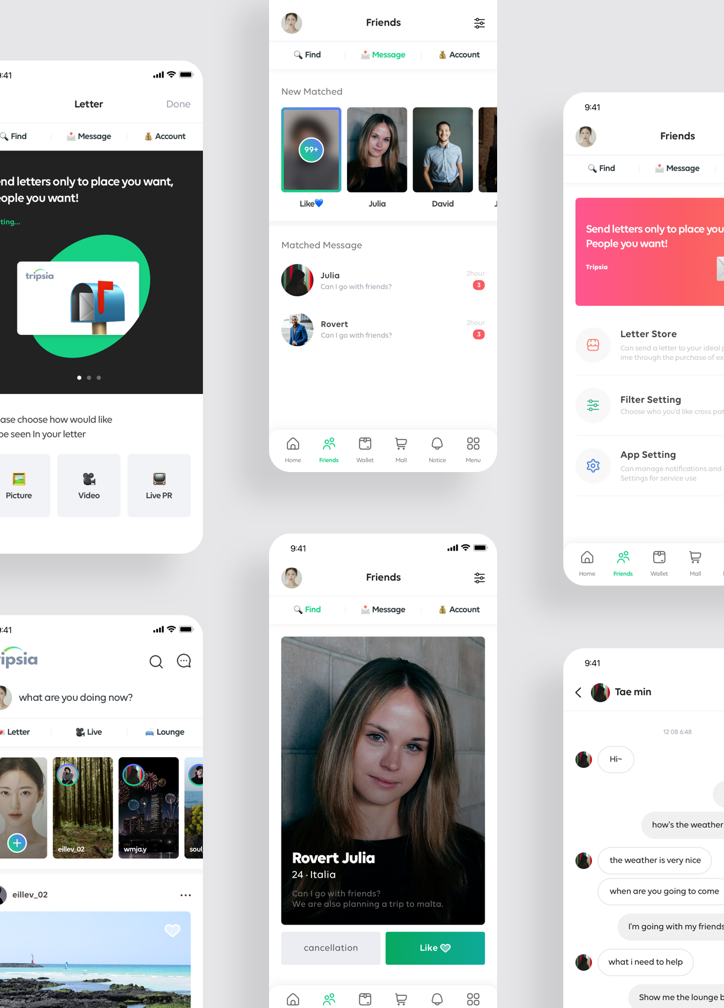 9:41
Letter
Done
Find
Message
Account
nd letters only to place you want,
eople you want!
ting...
tripsia
ase choose how would like
be seen In your letter
Picture
Video
Live PR
9:41
ripsia
what are you doing now?
Letter
Live
Lounge
eillev_02
wmja.y
soul
eillev_02
Friends
Find
Message
Account
New Matched
99+
Like
Julia
David
J
Matched Message
Julia
2hour
Can I go with friends?
3
Rovert
2hour
Can I go with friends?
3
Home
Friends
Wallet
Mall
Notice
Menu
9:41
Friends
Find
Message
Account
Rovert Julia
24 · Italia
Can I go with friends?
We are also planning a trip to malta.
cancellation
Like
9:41
Friends
Find
Message
Send letters only to place you
People you want!
Tripsia
Letter Store
Can send a letter to your ideal p
ime through the purchase of ex
Filter Setting
Choose who you'd like cross pat
App Setting
Can manage notifications and
Settings for service use
Home
Friends
Wallet
Mall
9:41
Tae min
12 08 6:48
Hi~
how's the weather
the weather is very nice
when are you going to come
I'm going with my friends
what i need to help
Show me the lounge b